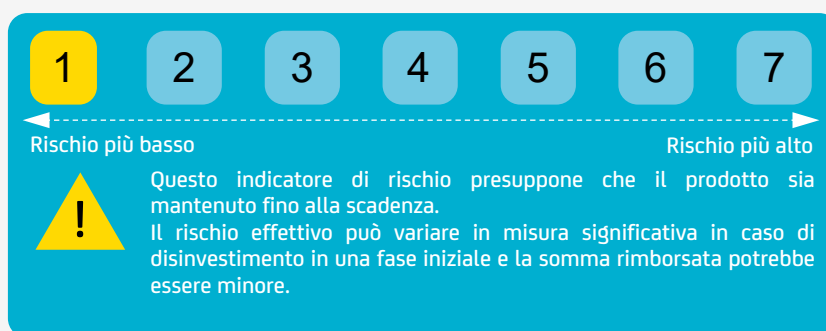 1 2 3 4 5 6 7
Rischio più basso Rischio più alto
!
Questo indicatore di rischio presuppone che il prodotto sia
mantenuto fino alla scadenza.
Il rischio effettivo può variare in misura significativa in caso di
disinvestimento in una fase iniziale e la somma rimborsata potrebbe
essere minore.